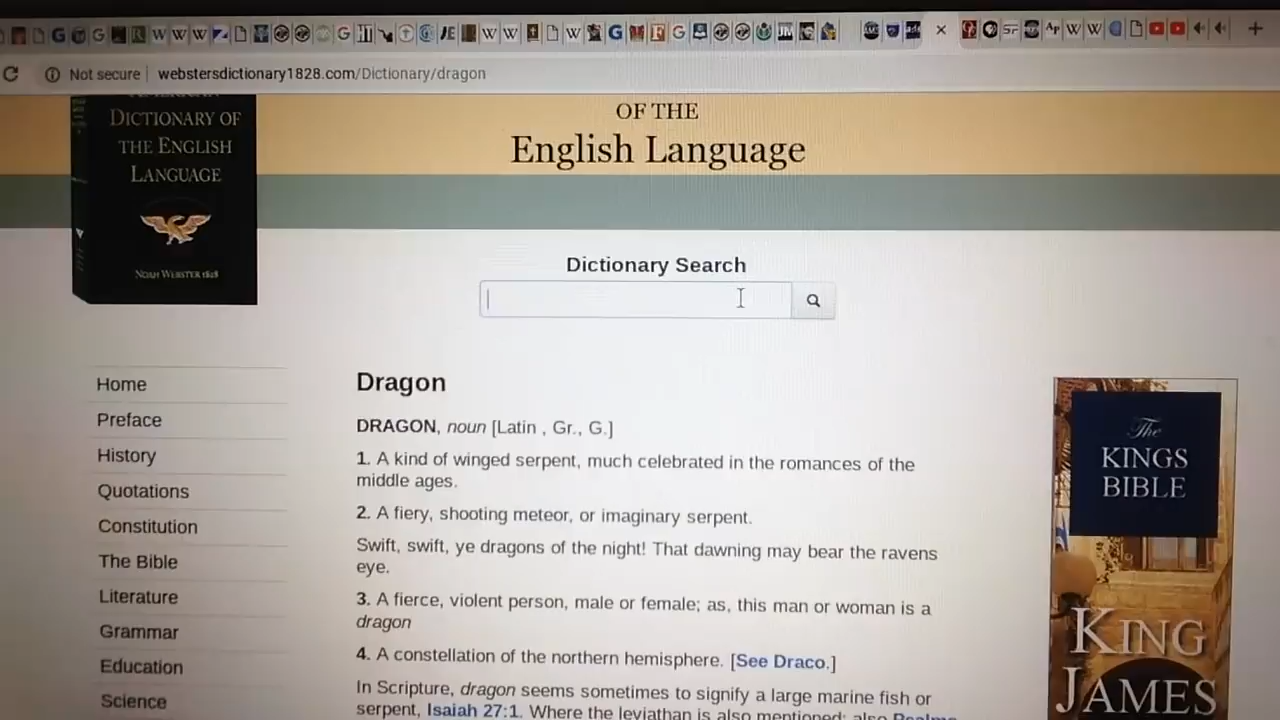 Not secure webstersdictionary1828.com/Dictionary/dragon
DICTIONARY OF
THE ENGLISH
LANGUAGE
NOAH WEBSTER 1828
OF THE
English Language
Dictionary Search
Home
Preface
History
Quotations
Constitution
The Bible
Literature
Grammar
Education
Science
Dragon
DRAGON, noun [Latin , Gr., G.]
1. A kind of winged serpent, much celebrated in the romances of the
middle ages.
2. A fiery, shooting meteor, or imaginary serpent.
Swift, swift, ye dragons of the night! That dawning may bear the ravens
eye.
3. A fierce, violent person, male or female; as, this man or woman is a
dragon
4. A constellation of the northern hemisphere. [See Draco.]
In Scripture, dragon seems sometimes to signify a large marine fish or
serpent, Isaiah 27:1. Where the leviathan is also mentioned; also Psalms
The
KINGS
BIBLE
KING
JAMES